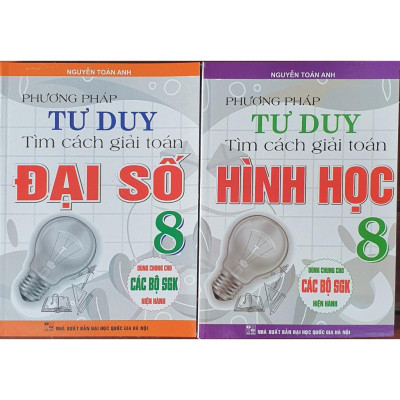 NGUYỄN TOÀN ANH
PHƯƠNG PHÁP
TƯ DUY
Tìm cách giải toán
ĐẠI SỐ
8
DÙNG CHUNG CHO
CÁC BỘ SGK
HIỆN HÀNH
NHÀ XUẤT BẢN ĐẠI HỌC QUỐC GIA HÀ NỘI
NGUYỄN TOÀN ANH
PHƯƠNG PHÁP
TƯ DUY
Tìm cách giải toán
HÌNH HỌC
8
DÙNG CHUNG CHO
CÁC BỘ SGK
HIỆN HÀNH
NHÀ XUẤT BẢN ĐẠI HỌC QUỐC GIA HÀ NỘI